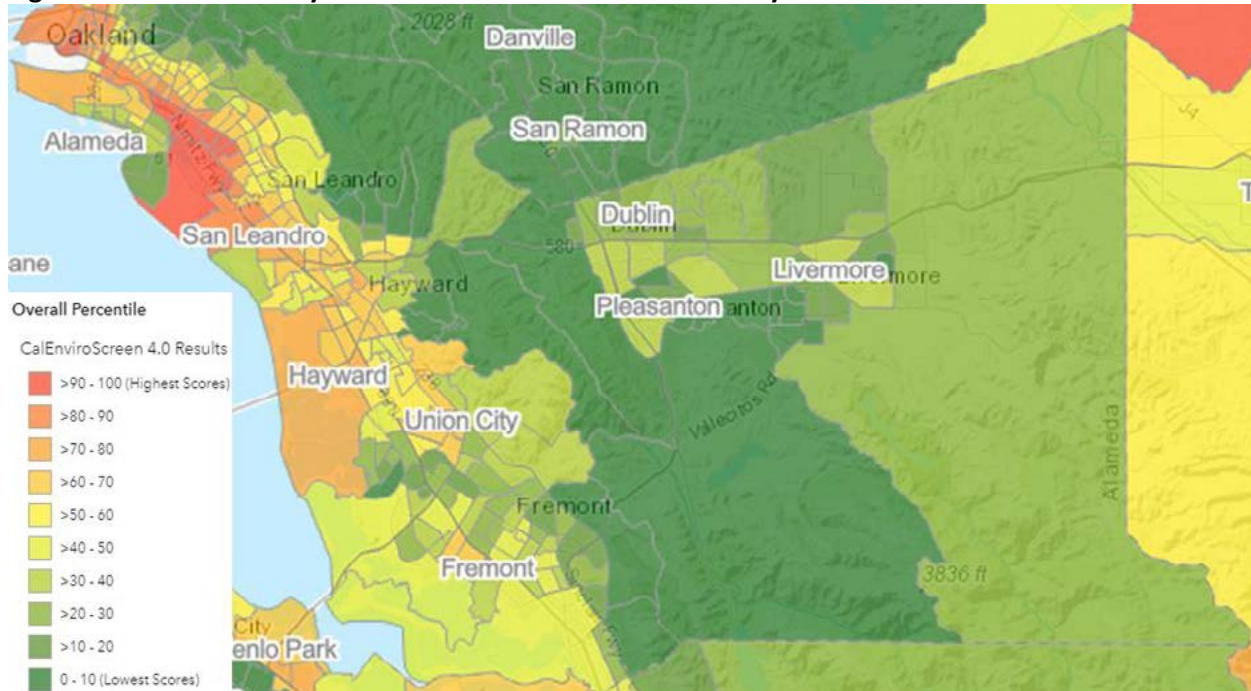 2028 ft
Oakland
Danville
San Ramon
San Ramon
Alameda
61
J4
San Leandro
Dublin
San Leandro
580
Livermore
Hayward
Pleasanton
anton
Overall Percentile
CalEnviroScreen 4.0 Results
>90 - 100 (Highest Scores)
>80 - 90
>70 - 80
>60 - 70
>50 - 60
>40 - 50
>30 - 40
>20 - 30
>10 - 20
0 - 10 (Lowest Scores)
Hayward
Union City
Vallecitos Rd
Alameda
Fremont
Fremont
3836 ft
City
enlo Park